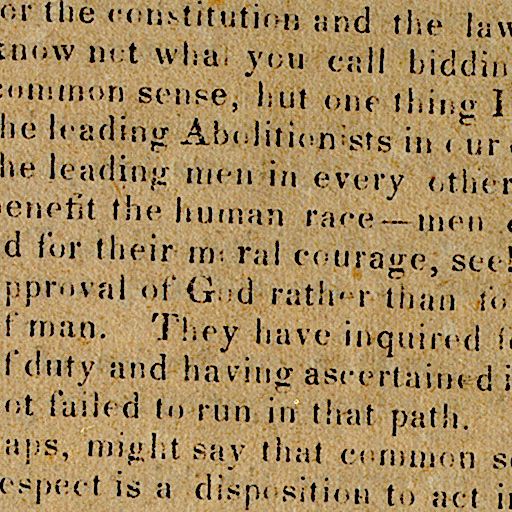 or the constitution and the law
know not what you call biddin
common sense, but one thing I
he leading Abolitionists in our
he leading men in every other
benefit the human race—men
d for their moral courage, see
pproval of God rather than fo
f man. They have inquired f
f duty and having ascertained i
ot failed to run in that path.
aps, might say that common s
espect is a disposition to act i